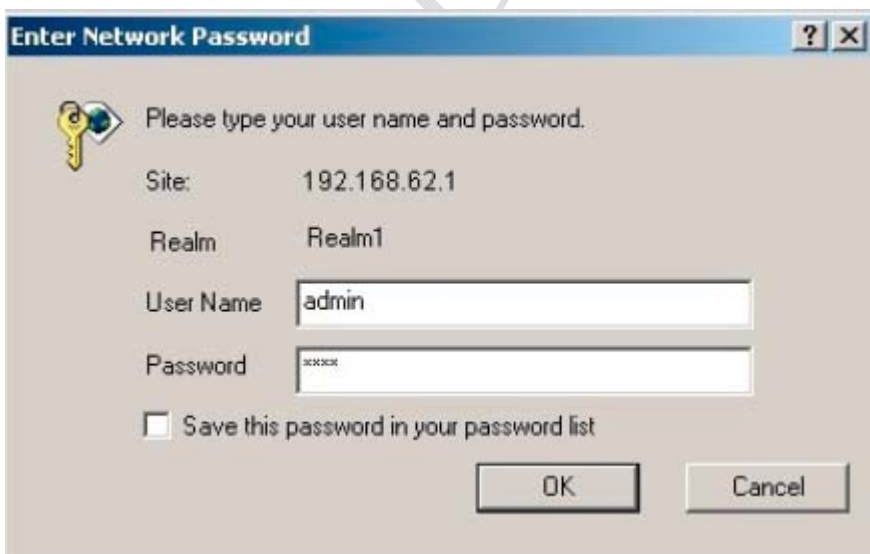 Enter Network Password
Please type your user name and password.
Site: 192.168.62.1
Realm Realm1
User Name admin
Password ××××
Save this password in your password list
OK Cancel